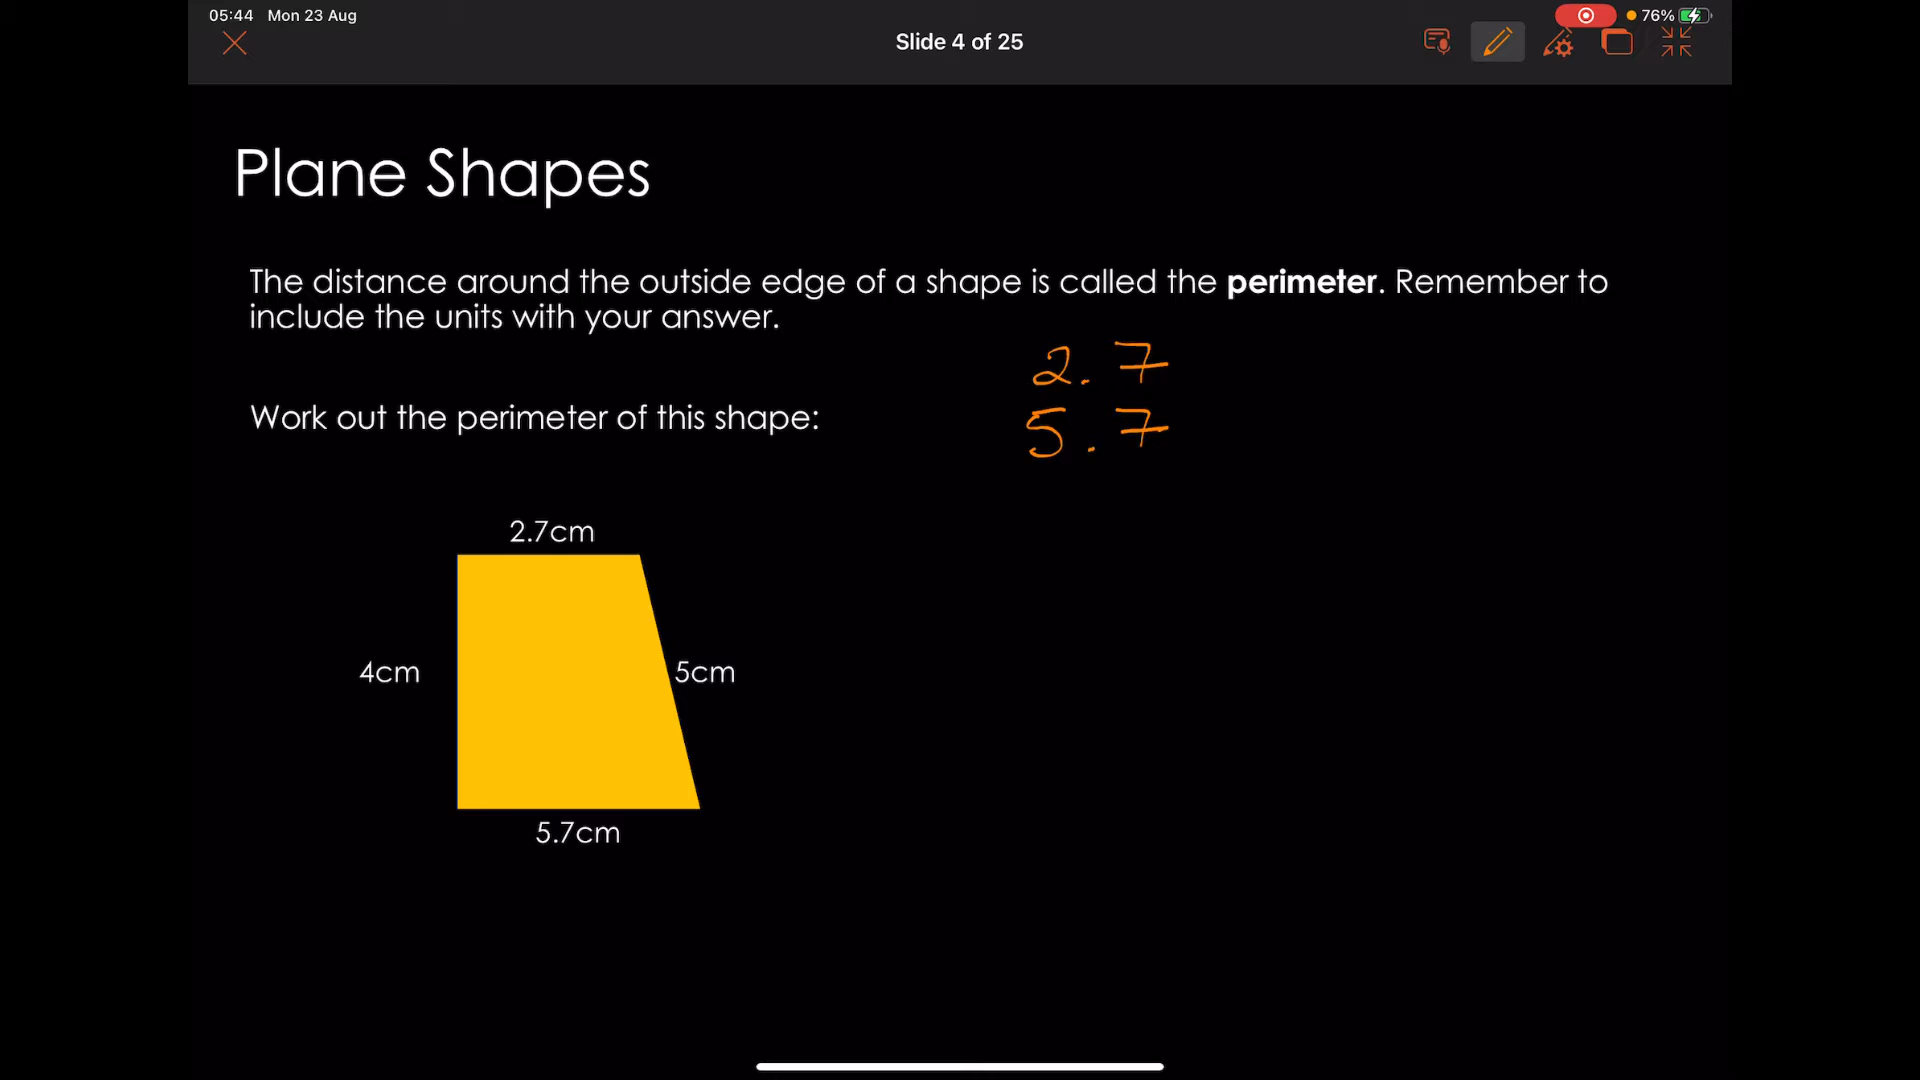 05:44 Mon 23 Aug
76%
Slide 4 of 25
Plane Shapes
The distance around the outside edge of a shape is called the perimeter. Remember to
include the units with your answer.
2.7
Work out the perimeter of this shape:
5.7
2.7cm
4cm
5cm
5.7cm